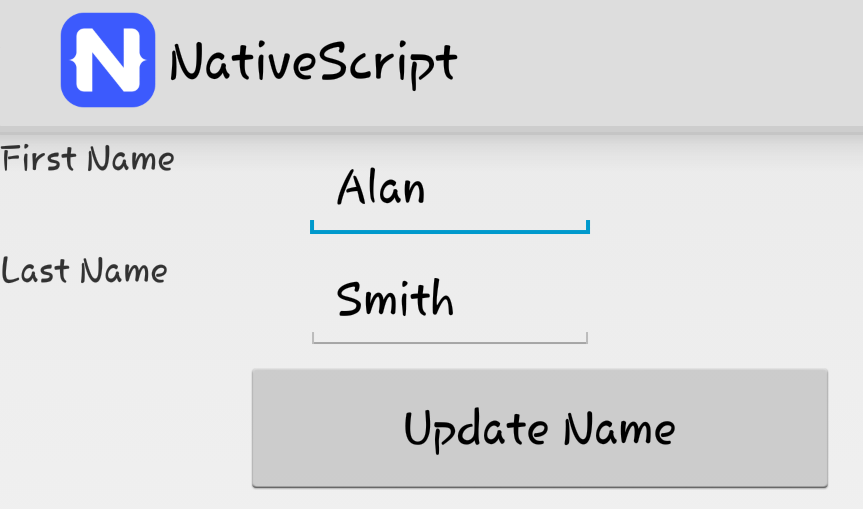 NativeScript
First Name
Alan
Last Name
Smith
Update Name